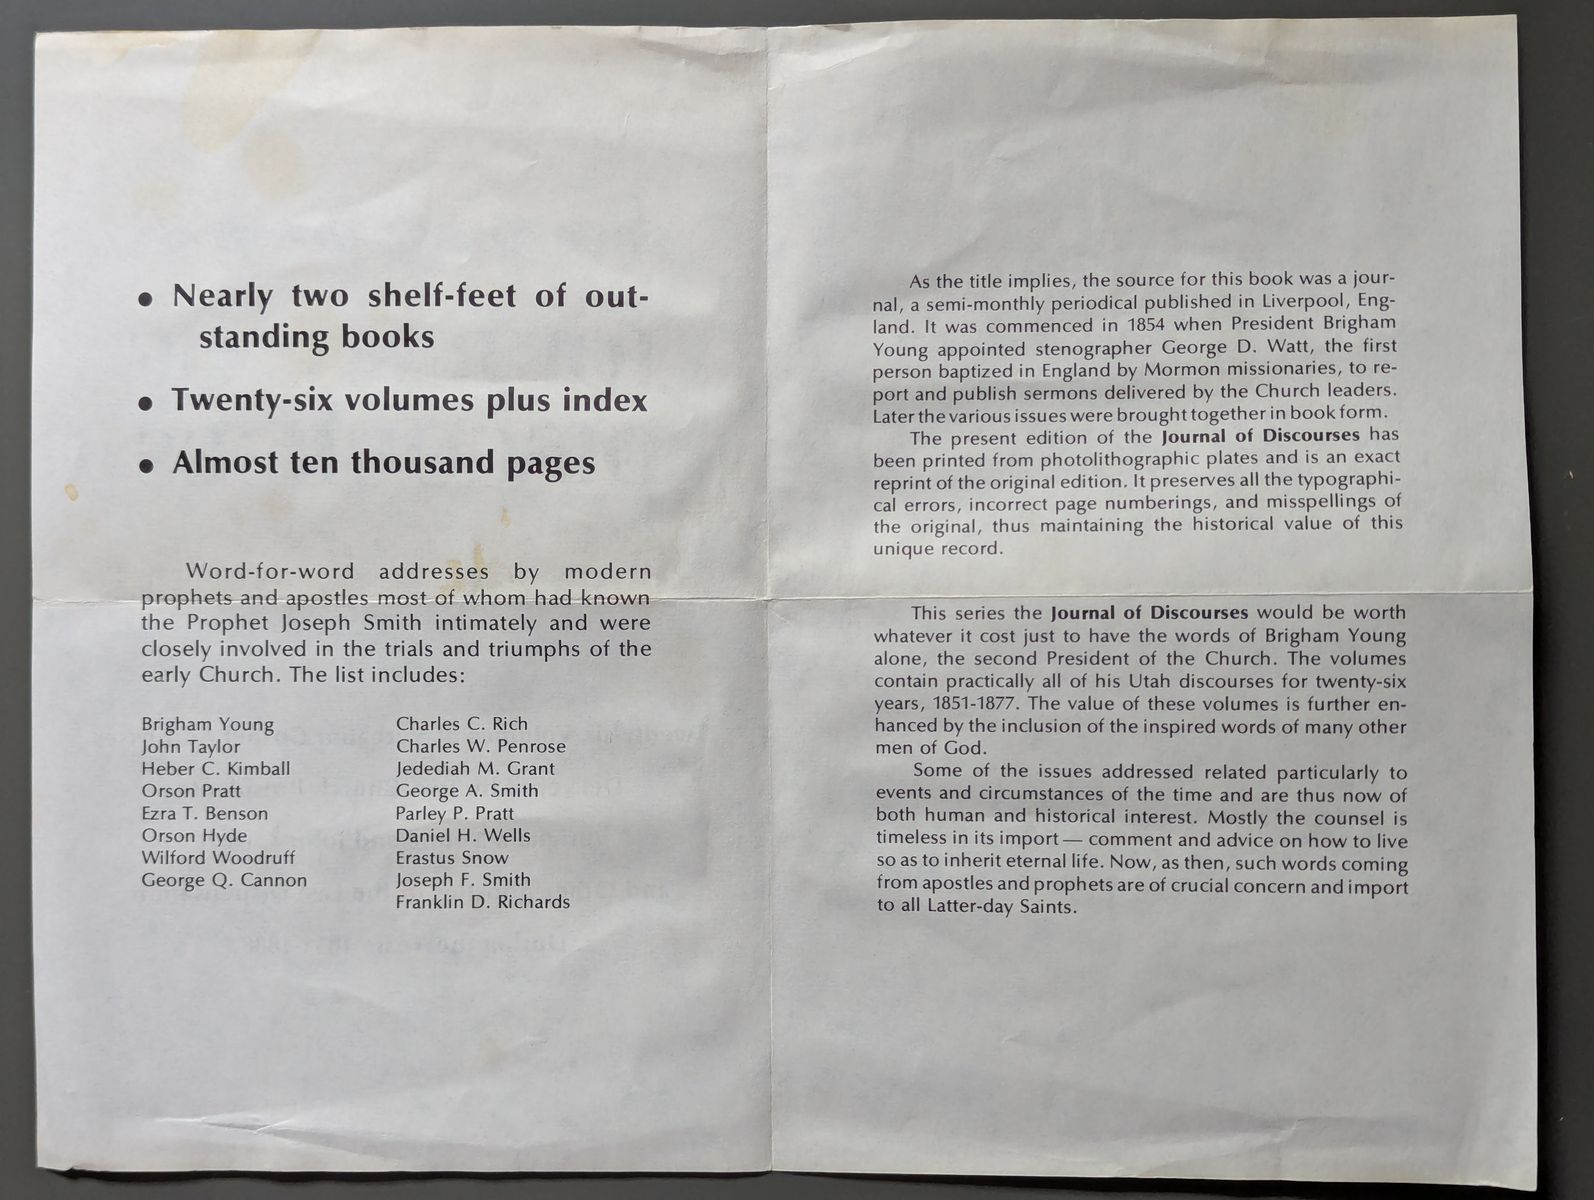 ● Nearly two shelf-feet of out-
standing books
● Twenty-six volumes plus index
● Almost ten thousand pages
Word-for-word addresses by modern
prophets and apostles most of whom had known
the Prophet Joseph Smith intimately and were
closely involved in the trials and triumphs of the
early Church. The list includes:
Brigham Young
John Taylor
Heber C. Kimball
Orson Pratt
Ezra T. Benson
Orson Hyde
Wilford Woodruff
George Q. Cannon
Charles C. Rich
Charles W. Penrose
Jedediah M. Grant
George A. Smith
Parley P. Pratt
Daniel H. Wells
Erastus Snow
Joseph F. Smith
Franklin D. Richards
As the title implies, the source for this book was a jour-
nal, a semi-monthly periodical published in Liverpool, Eng-
land. It was commenced in 1854 when President Brigham
Young appointed stenographer George D. Watt, the first
person baptized in England by Mormon missionaries, to re-
port and publish sermons delivered by the Church leaders.
Later the various issues were brought together in book form.
The present edition of the Journal of Discourses has
been printed from photolithographic plates and is an exact
reprint of the original edition. It preserves all the typographi-
cal errors, incorrect page numberings, and misspellings of
the original, thus maintaining the historical value of this
unique record.
This series the Journal of Discourses would be worth
whatever it cost just to have the words of Brigham Young
alone, the second President of the Church. The volumes
contain practically all of his Utah discourses for twenty-six
years, 1851-1877. The value of these volumes is further en-
hanced by the inclusion of the inspired words of many other
men of God.
Some of the issues addressed related particularly to
events and circumstances of the time and are thus now of
both human and historical interest. Mostly the counsel is
timeless in its import — comment and advice on how to live
so as to inherit eternal life. Now, as then, such words coming
from apostles and prophets are of crucial concern and import
to all Latter-day Saints.